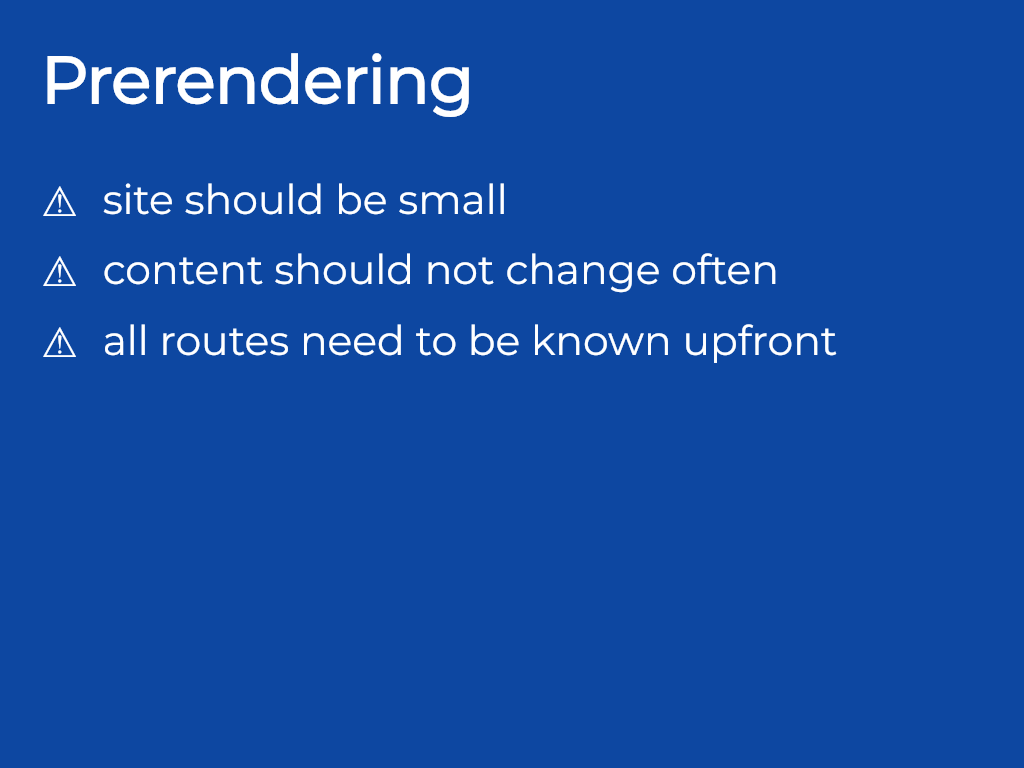 Prerendering
⚠ site should be small
⚠ content should not change often
⚠ all routes need to be known upfront